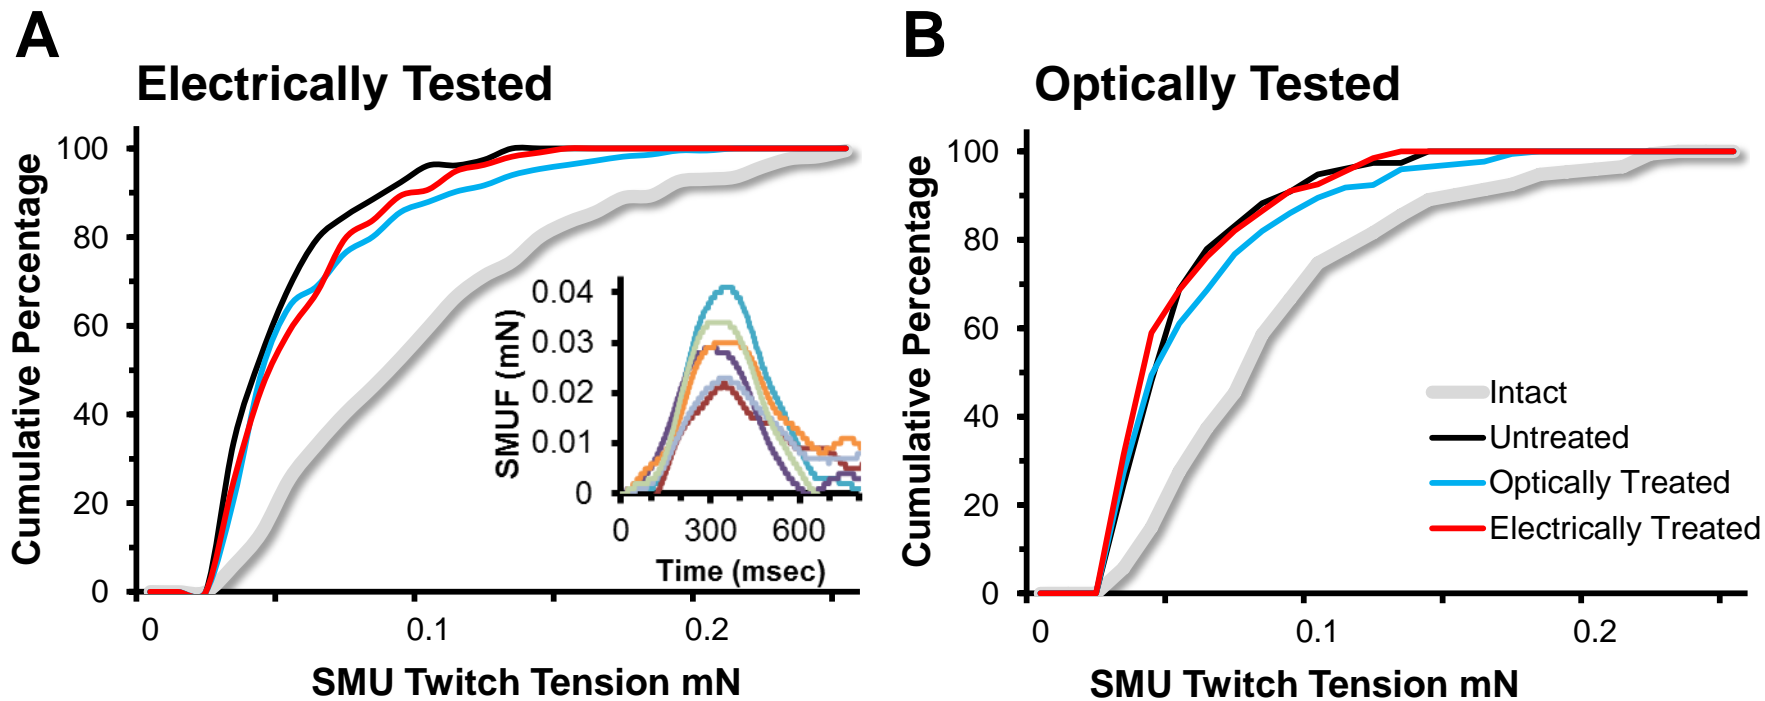 A
Electrically Tested
Cumulative Percentage
100
80
60
40
20
0
0
0.1
0.2
SMU Twitch Tension mN
SMUF (mN)
0.04
0.03
0.02
0.01
0
0
300
600
Time (msec)
B
Optically Tested
Cumulative Percentage
100
80
60
40
20
0
0
0.1
0.2
SMU Twitch Tension mN
Intact
Untreated
Optically Treated
Electrically Treated